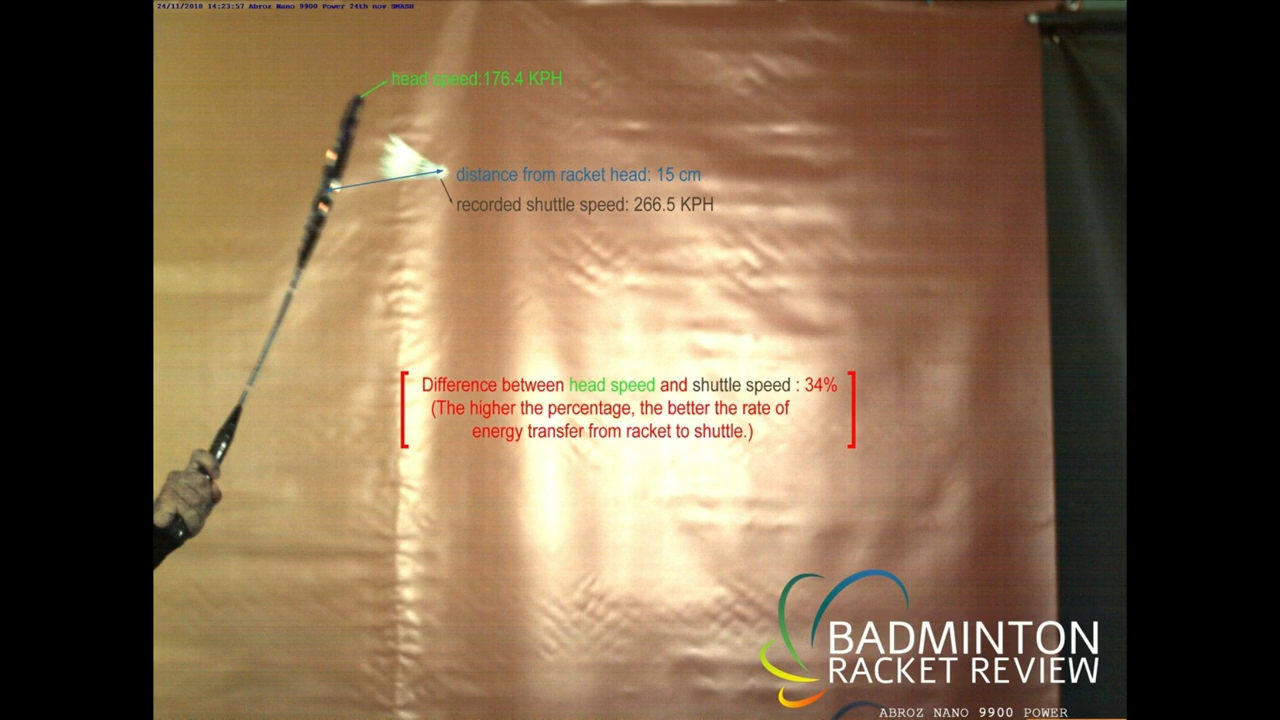 24/11/2018 14:23:57 Abroz Nano 9900 Power 24th nov SMASH
head speed:176.4 KPH
distance from racket head: 15 cm
recorded shuttle speed: 266.5 KPH
Difference between head speed and shuttle speed : 34%
(The higher the percentage, the better the rate of
energy transfer from racket to shuttle.)
BADMINTON
RACKET REVIEW
ABROZ NANO 9900 POWER